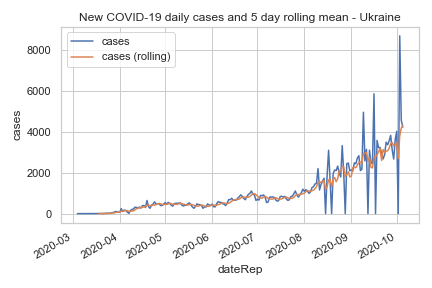 New COVID-19 daily cases and 5 day rolling mean - Ukraine
cases
cases (rolling)
8000
6000
4000
2000
0
cases
2020-03
2020-04
2020-05
2020-06
2020-07
2020-08
2020-09
2020-10
dateRep